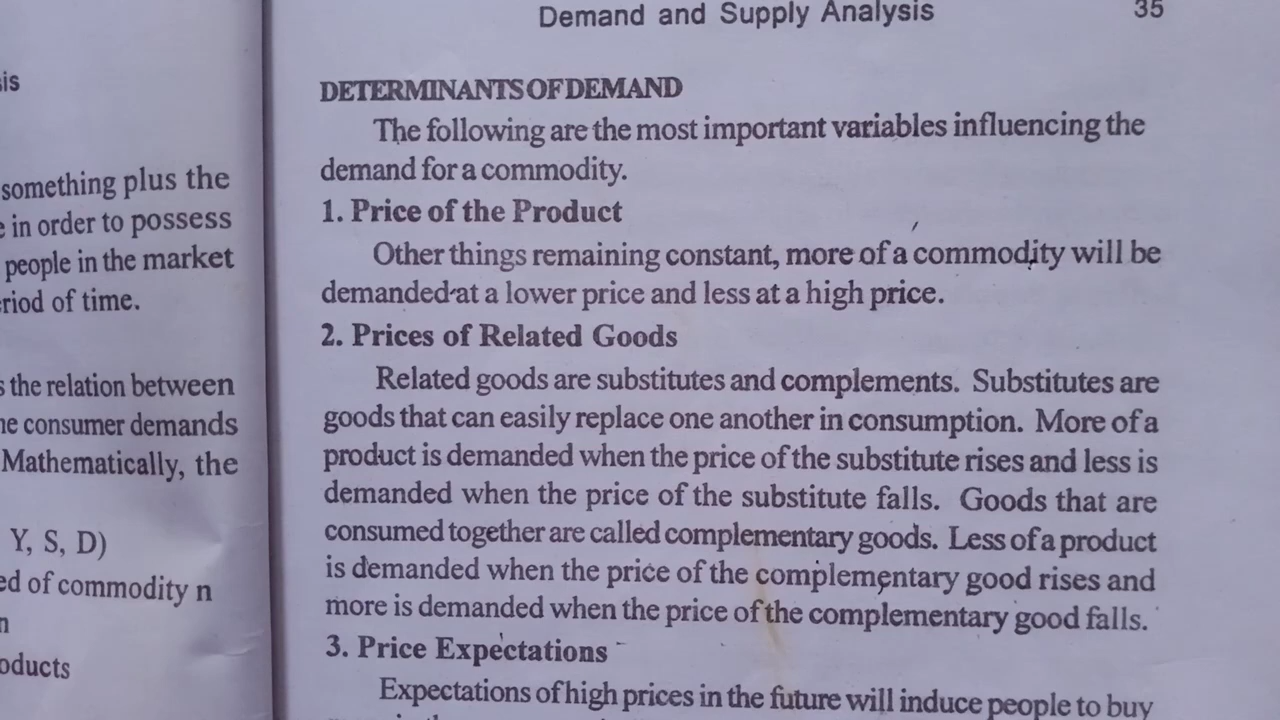 is
something plus the
in order to possess
people in the market
riod of time.
s the relation between
consumer demands
Mathematically, the
Y, S, D)
ed of commodity n
n
oducts
Demand and Supply Analysis 35
DETERMINANTS OF DEMAND
The following are the most important variables influencing the
demand for a commodity.
1. Price of the Product
Other things remaining constant, more of a commodity will be
demanded at a lower price and less at a high price.
2. Prices of Related Goods
Related goods are substitutes and complements. Substitutes are
goods that can easily replace one another in consumption. More of a
product is demanded when the price of the substitute rises and less is
demanded when the price of the substitute falls. Goods that are
consumed together are called complementary goods. Less of a product
is demanded when the price of the complementary good rises and
more is demanded when the price of the complementary good falls.
3. Price Expectations
Expectations of high prices in the future will induce people to buy